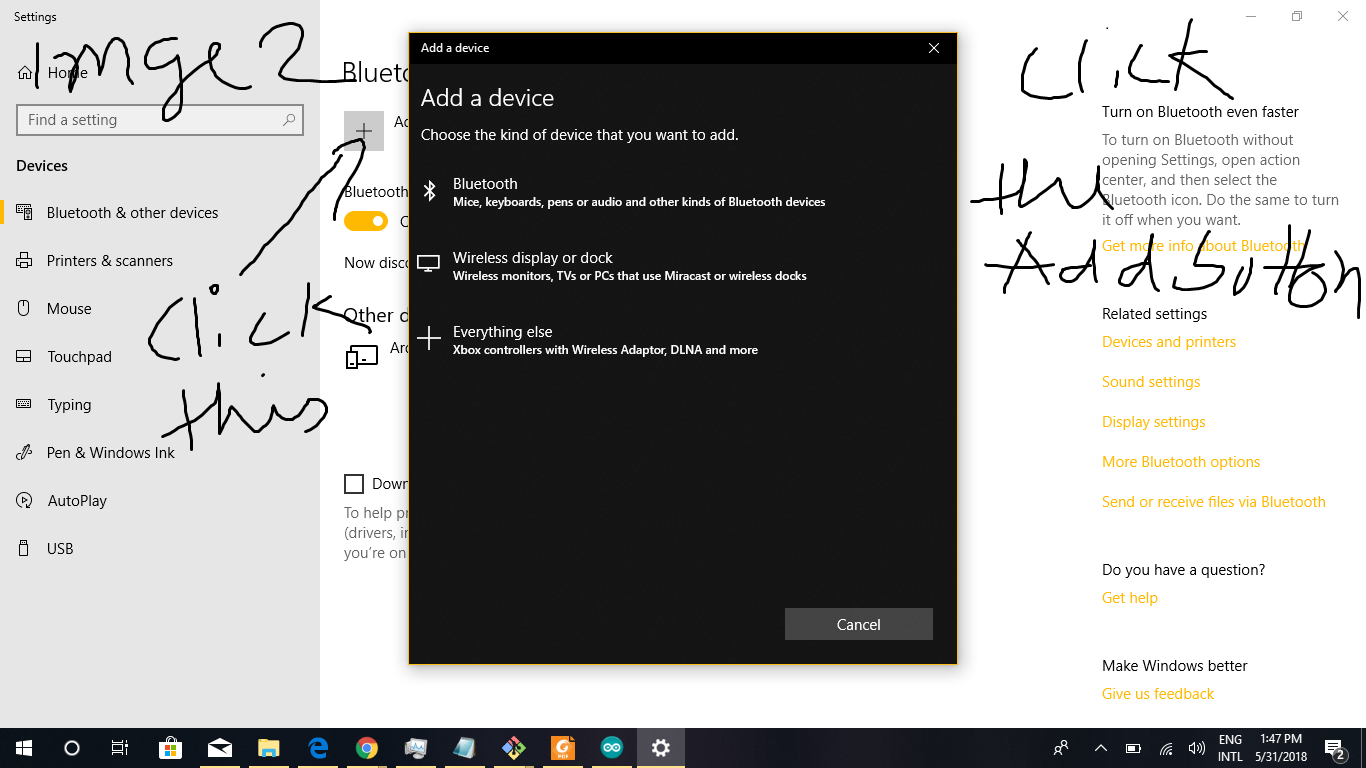 Settings
Image 2
Home
Find a setting
Devices
Bluetooth & other devices
Printers & scanners
Mouse
Touchpad
Typing
Pen & Windows Ink
AutoPlay
USB
Click
this
Blueto
Ad
Bluetooth
Now disco
Other d
Ard
Down
To help pr
(drivers, in
you're on
Add a device
Add a device
Choose the kind of device that you want to add.
Bluetooth
Mice, keyboards, pens or audio and other kinds of Bluetooth devices
Wireless display or dock
Wireless monitors, TVs or PCs that use Miracast or wireless docks
Everything else
Xbox controllers with Wireless Adaptor, DLNA and more
Cancel
Click
the
Add button
Turn on Bluetooth even faster
To turn on Bluetooth without
opening Settings, open action
center, and then select the
Bluetooth icon. Do the same to turn
it off when you want.
Get more info about Bluetooth
Related settings
Devices and printers
Sound settings
Display settings
More Bluetooth options
Send or receive files via Bluetooth
Do you have a question?
Get help
Make Windows better
Give us feedback
PDF
ENG
INTL
1:47 PM
5/31/2018
2